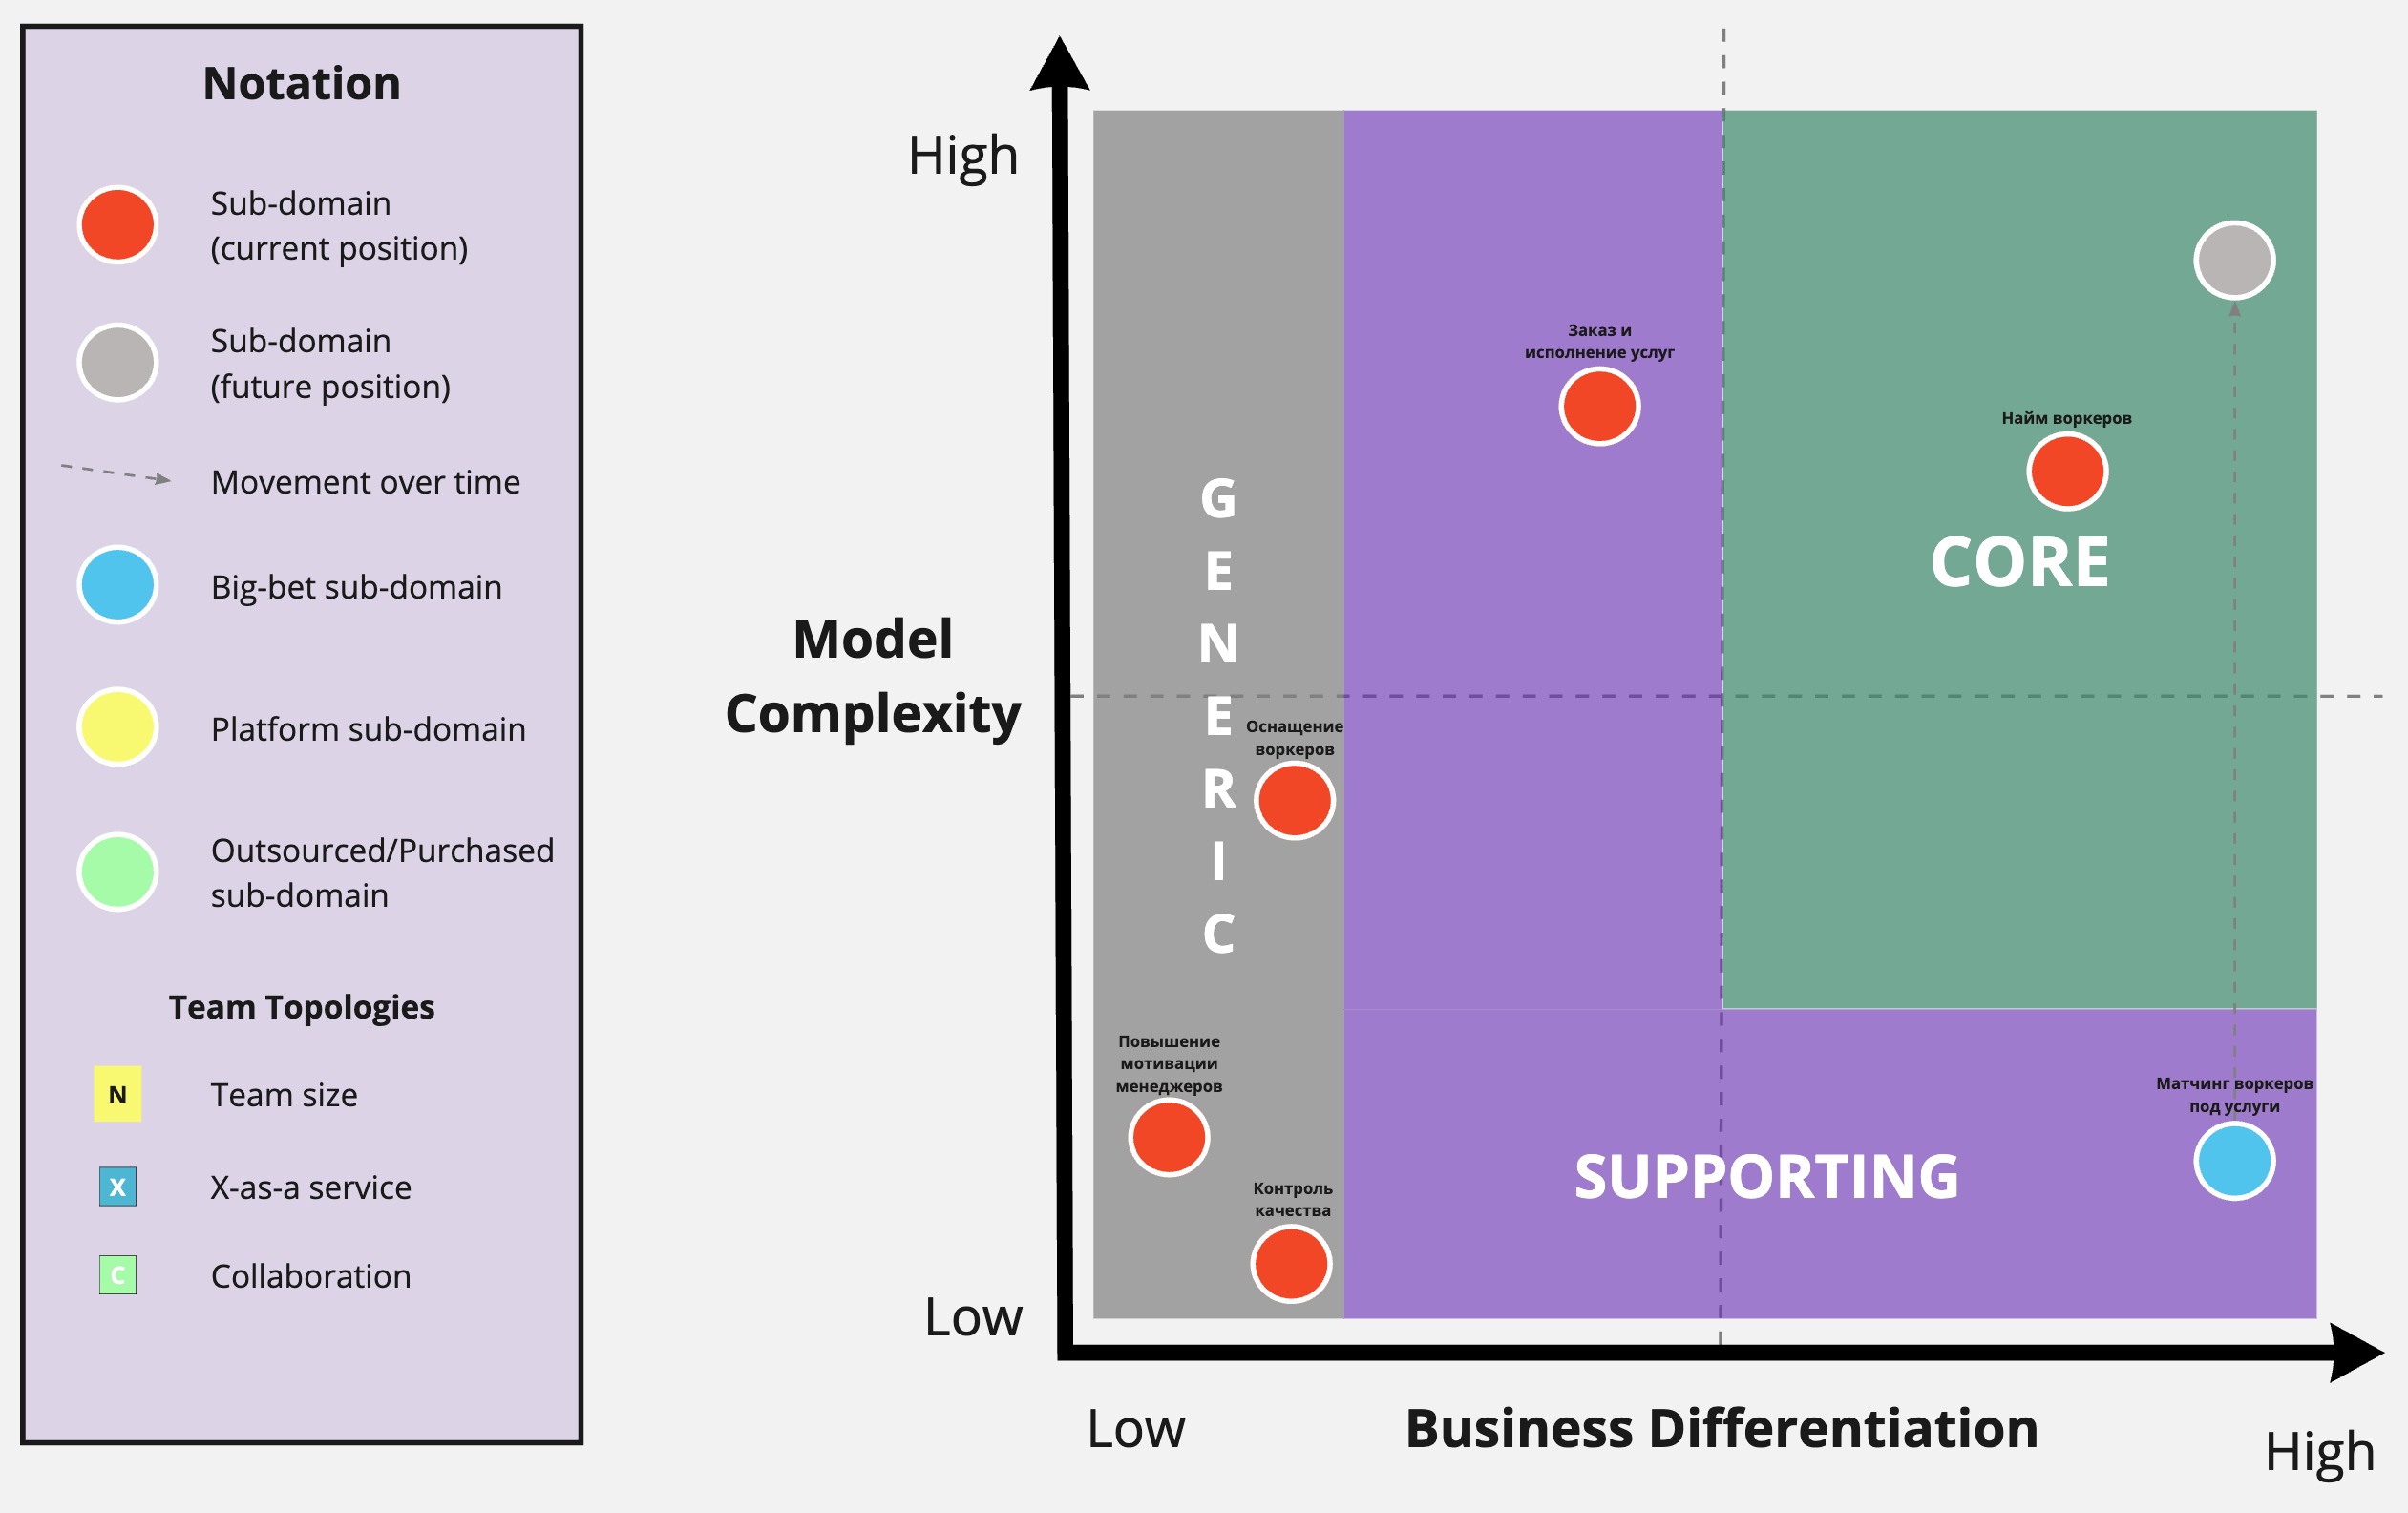 Notation
Sub-domain
(current position)
Sub-domain
(future position)
Movement over time
Big-bet sub-domain
Platform sub-domain
Outsourced/Purchased
sub-domain
Team Topologies
N
Team size
X
X-as-a service
C
Collaboration
High
Model
Complexity
Low
GENERIC
Заказ и
исполнение услуг
Найм воркеров
CORE
Оснащение
воркеров
Повышение
мотивации
менеджеров
Контроль
качества
SUPPORTING
Матчинг воркеров
под услуги
Low
Business Differentiation
High